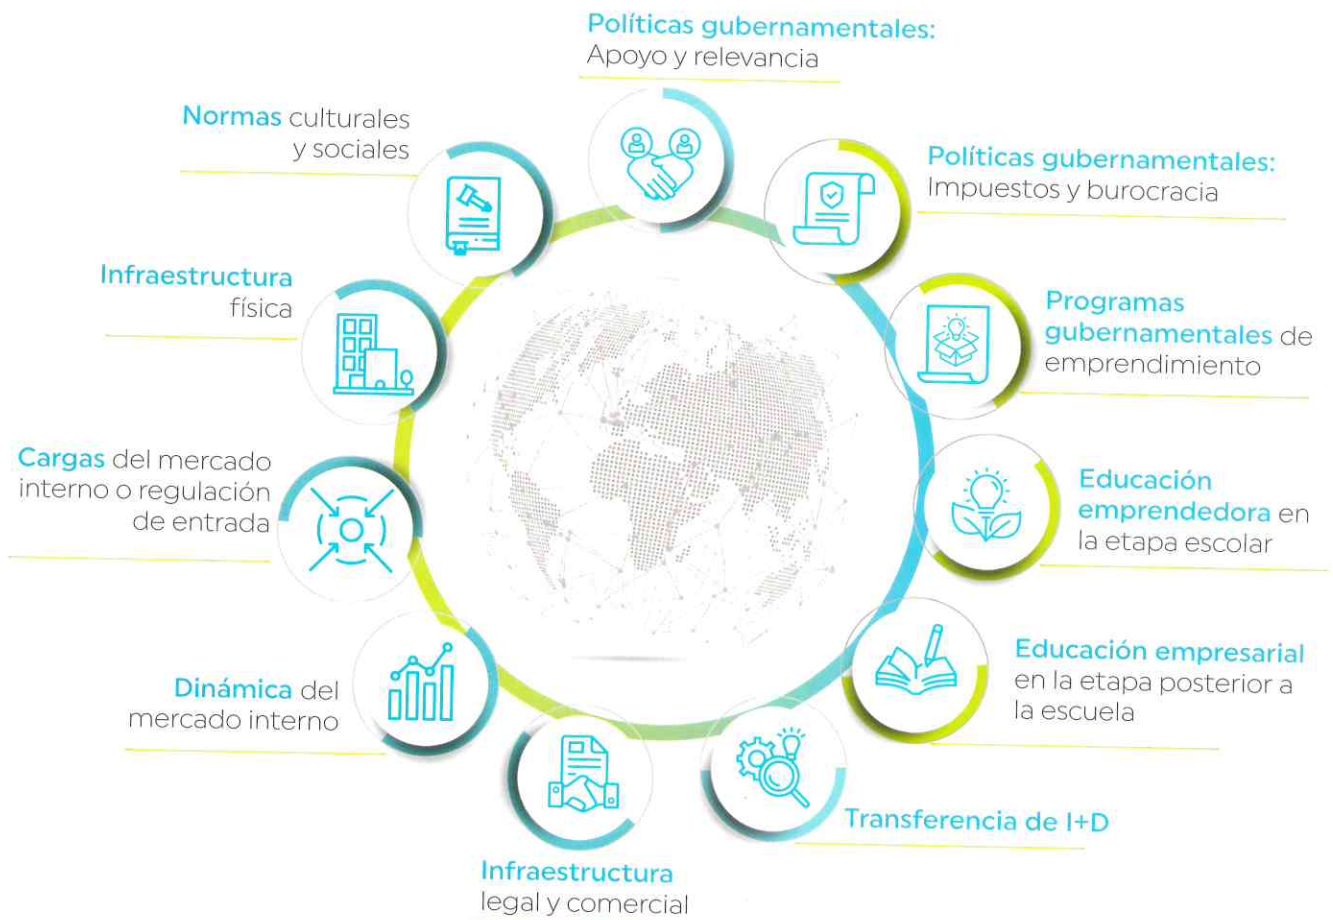 Políticas gubernamentales:
Apoyo y relevancia
Políticas gubernamentales:
Impuestos y burocracia
Programas
gubernamentales de
emprendimiento
Educación
emprendedora en
la etapa escolar
Educación empresarial
en la etapa posterior a
la escuela
Transferencia de I+D
Infraestructura
legal y comercial
Dinámica del
mercado interno
Cargas del mercado
interno o regulación
de entrada
Infraestructura
física
Normas culturales
y sociales